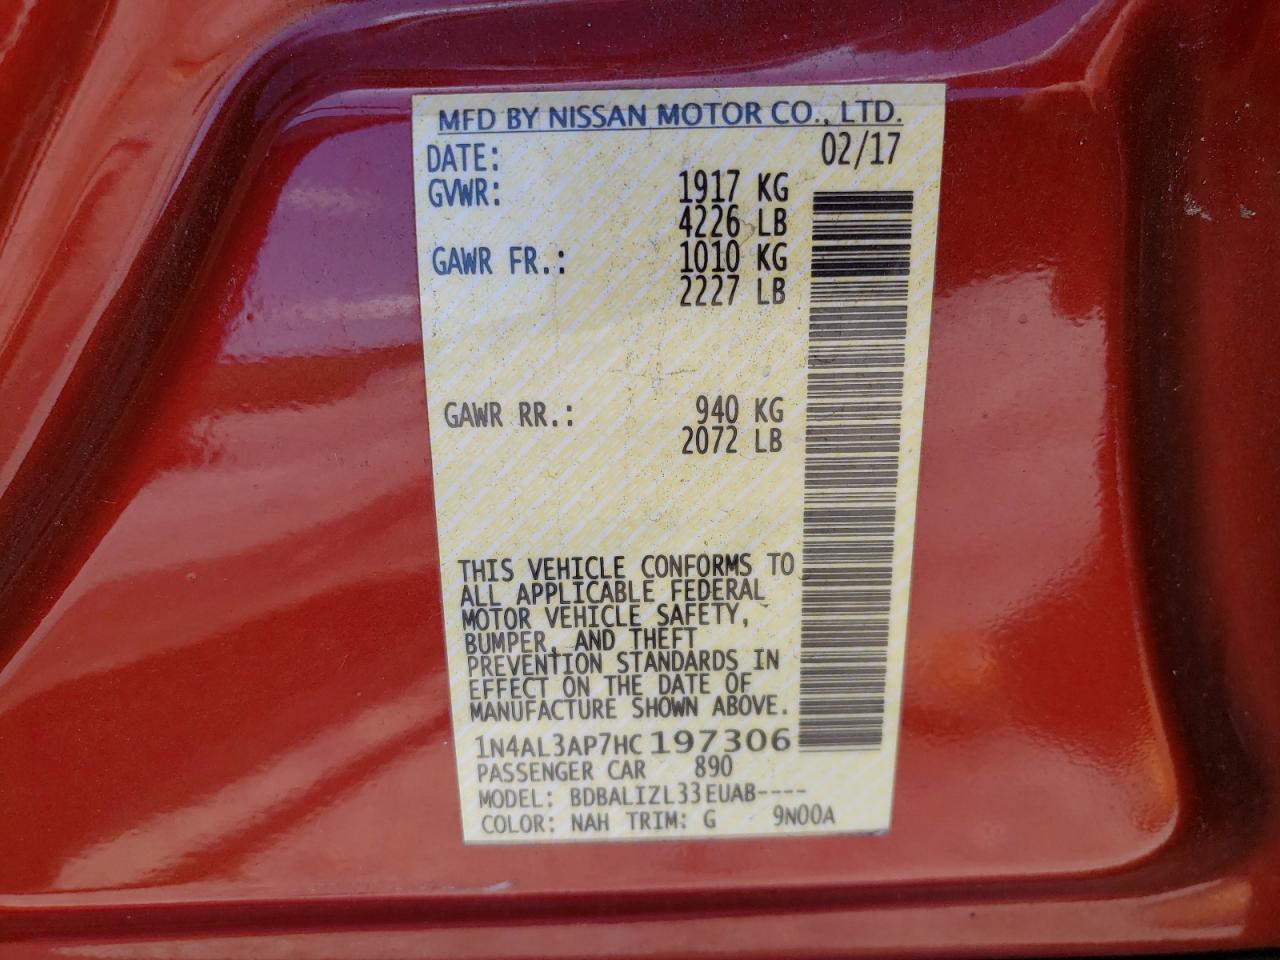 MFD BY NISSAN MOTOR CO., LTD.
DATE: 02/17
GVWR: 1917 KG
4226 LB
GAWR FR.: 1010 KG
2227 LB
GAWR RR.: 940 KG
2072 LB
THIS VEHICLE CONFORMS TO
ALL APPLICABLE FEDERAL
MOTOR VEHICLE SAFETY,
BUMPER, AND THEFT
PREVENTION STANDARDS IN
EFFECT ON THE DATE OF
MANUFACTURE SHOWN ABOVE.
1N4AL3AP7HC197306
PASSENGER CAR 890
MODEL: BDBALIZL33EUAB----
COLOR: NAH TRIM: G 9N00A